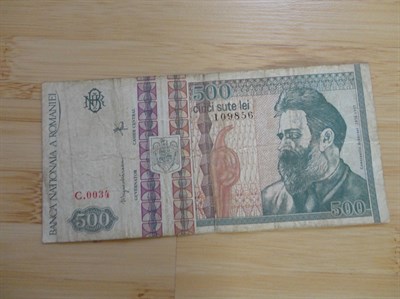 500
cinci sute lei
109856
C.0034
500
BANCA NAȚIONALĂ A ROMÂNIEI
500